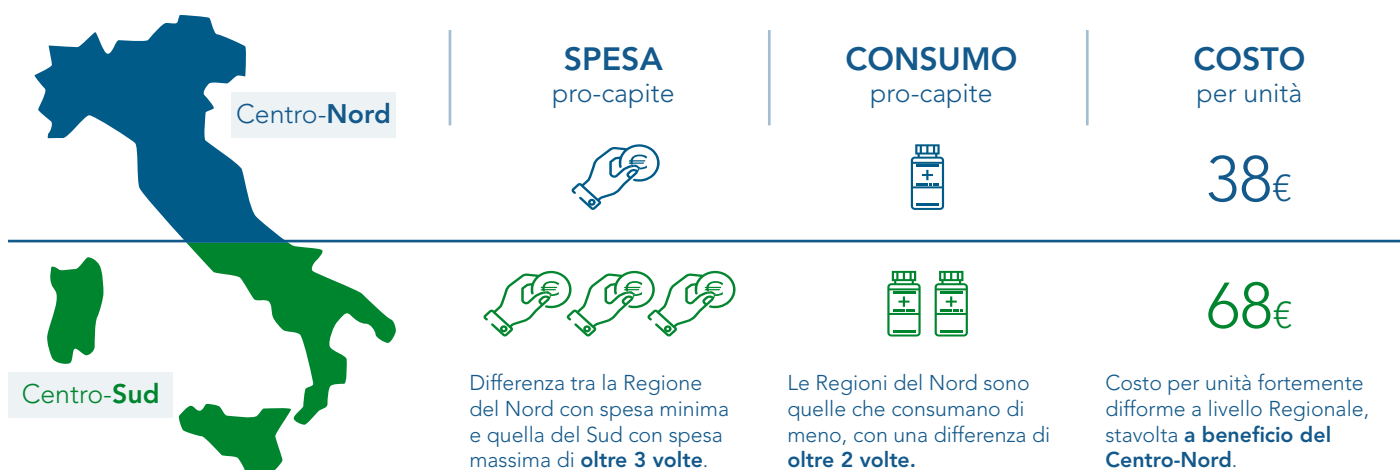 SPESA
pro-capite
CONSUMO
pro-capite
COSTO
per unità
Centro-Nord
38€
68€
Centro-Sud
Differenza tra la Regione
del Nord con spesa minima
e quella del Sud con spesa
massima di oltre 3 volte.
Le Regioni del Nord sono
quelle che consumano di
meno, con una differenza di
oltre 2 volte.
Costo per unità fortemente
difforme a livello Regionale,
stavolta a beneficio del
Centro-Nord.